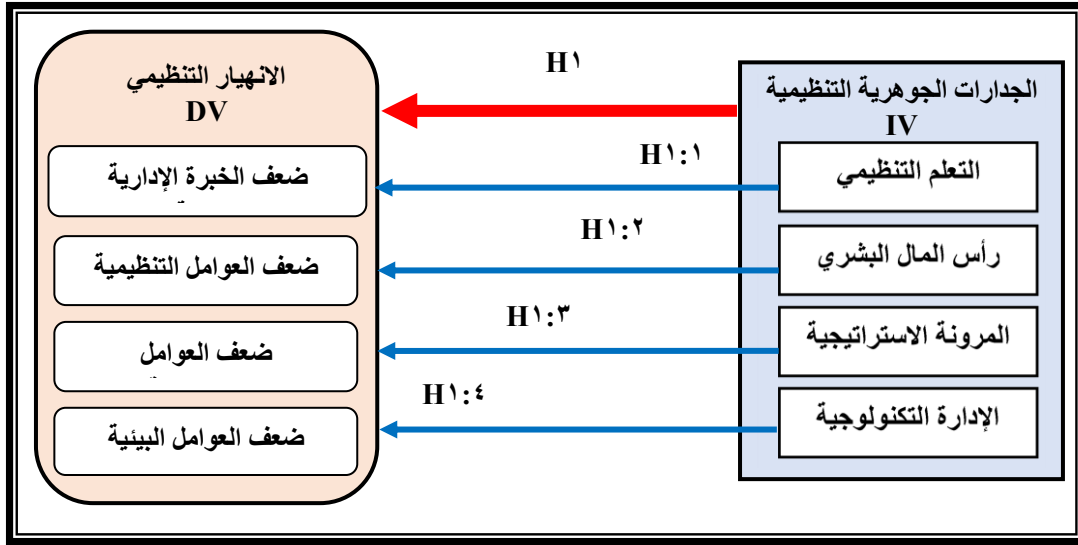 الجدارات الجوهرية التنظيمية
IV
التعلم التنظيمي
رأس المال البشري
المرونة الاستراتيجية
الإدارة التكنولوجية
H١
H١:١
H١:٢
H١:٣
H١:٤
الانهيار التنظيمي
DV
ضعف الخبرة الإدارية
ضعف العوامل التنظيمية
ضعف العوامل
ضعف العوامل البيئية